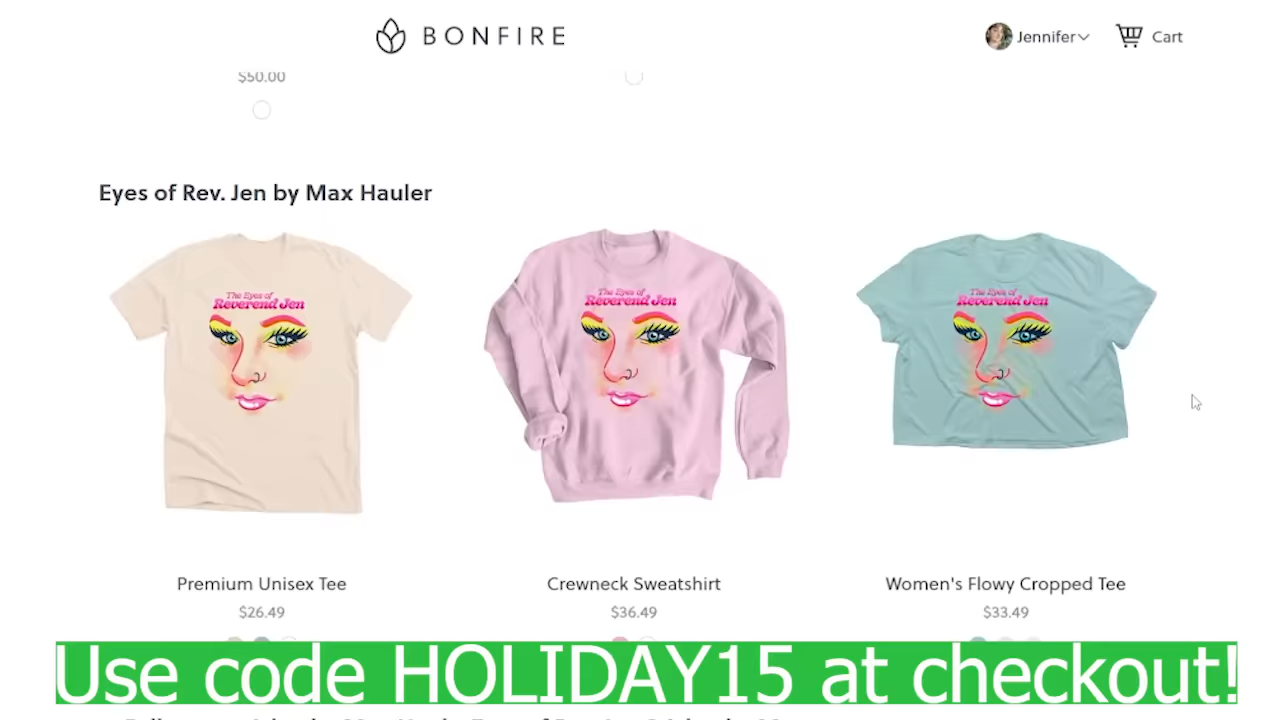 BONFIRE
Jennifer
Cart
$50.00
Eyes of Rev. Jen by Max Hauler
The Eyes of
Reverend Jen
The Eyes of
Reverend Jen
The Eyes of
Reverend Jen
Premium Unisex Tee
$26.49
Crewneck Sweatshirt
$36.49
Women's Flowy Cropped Tee
$33.49
Use code HOLIDAY15 at checkout!